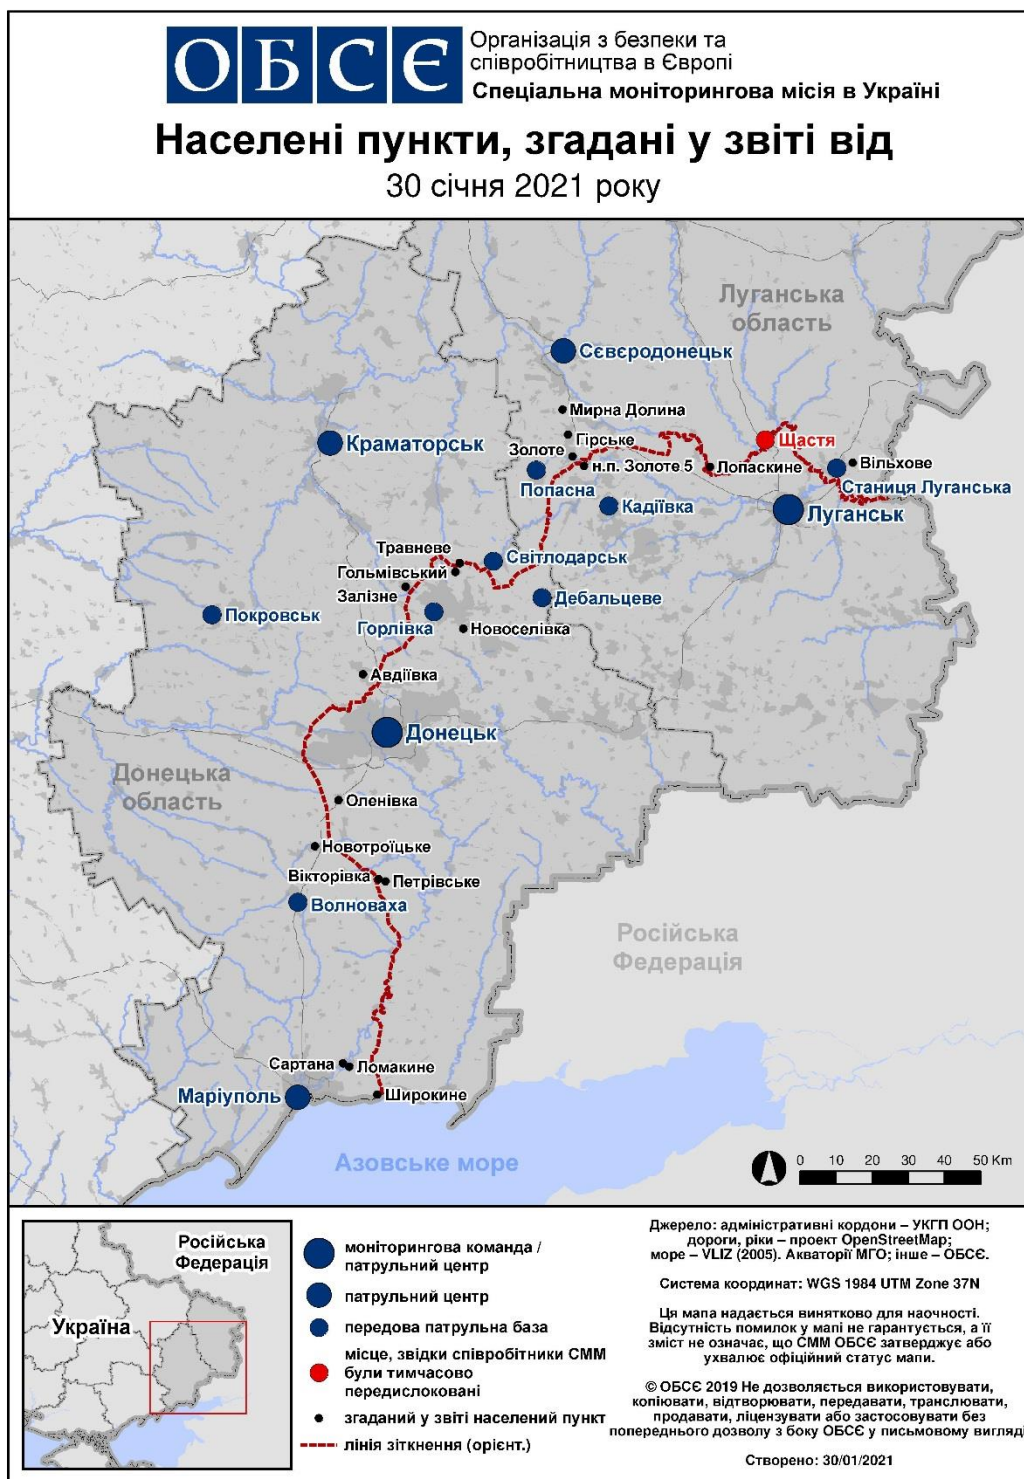 ОБСЄ
Організація з безпеки та
співробітництва в Європі
Спеціальна моніторингова місія в Україні
Населені пункти, згадані у звіті від
30 січня 2021 року
Луганська
область
Сєвєродонецьк
Мирна Долина
Краматорськ
Гірське
Щастя
Золоте
н.п. Золоте 5
Лопаскине
Вільхове
Попасна
Станиця Луганська
Кадіївка
Луганськ
Травневе
Світлодарськ
Гольмівський
Залізне
Дебальцеве
Покровськ
Горлівка
Новоселівка
Авдіївка
Донецьк
Донецька
область
Оленівка
Новотроїцьке
Вікторівка
Петрівське
Волноваха
Російська
Федерація
Сартана
Ломакине
Маріуполь
Широкине
Азовське море
0 10 20 30 40 50 Km
Російська
Федерація
Україна
моніторингова команда /
патрульний центр
патрульний центр
передова патрульна база
місце, звідки співробітники СММ
були тимчасово
передислоковані
згаданий у звіті населений пункт
лінія зіткнення (орієнт.)
Джерело: адміністративні кордони – УКГП ООН;
дороги, ріки – проект OpenStreetMap;
море – VLIZ (2005). Акваторії МГО; інше – ОБСЄ.
Система координат: WGS 1984 UTM Zone 37N
Ця мапа надається винятково для наочності.
Відсутність помилок у мапі не гарантується, а її
зміст не означає, що СММ ОБСЄ затверджує або
ухвалює офіційний статус мапи.
© ОБСЄ 2019 Не дозволяється використовувати,
копіювати, відтворювати, передавати, транслювати,
продавати, ліцензувати або застосовувати без
попереднього дозволу з боку ОБСЄ у письмовому вигляді
Створено: 30/01/2021